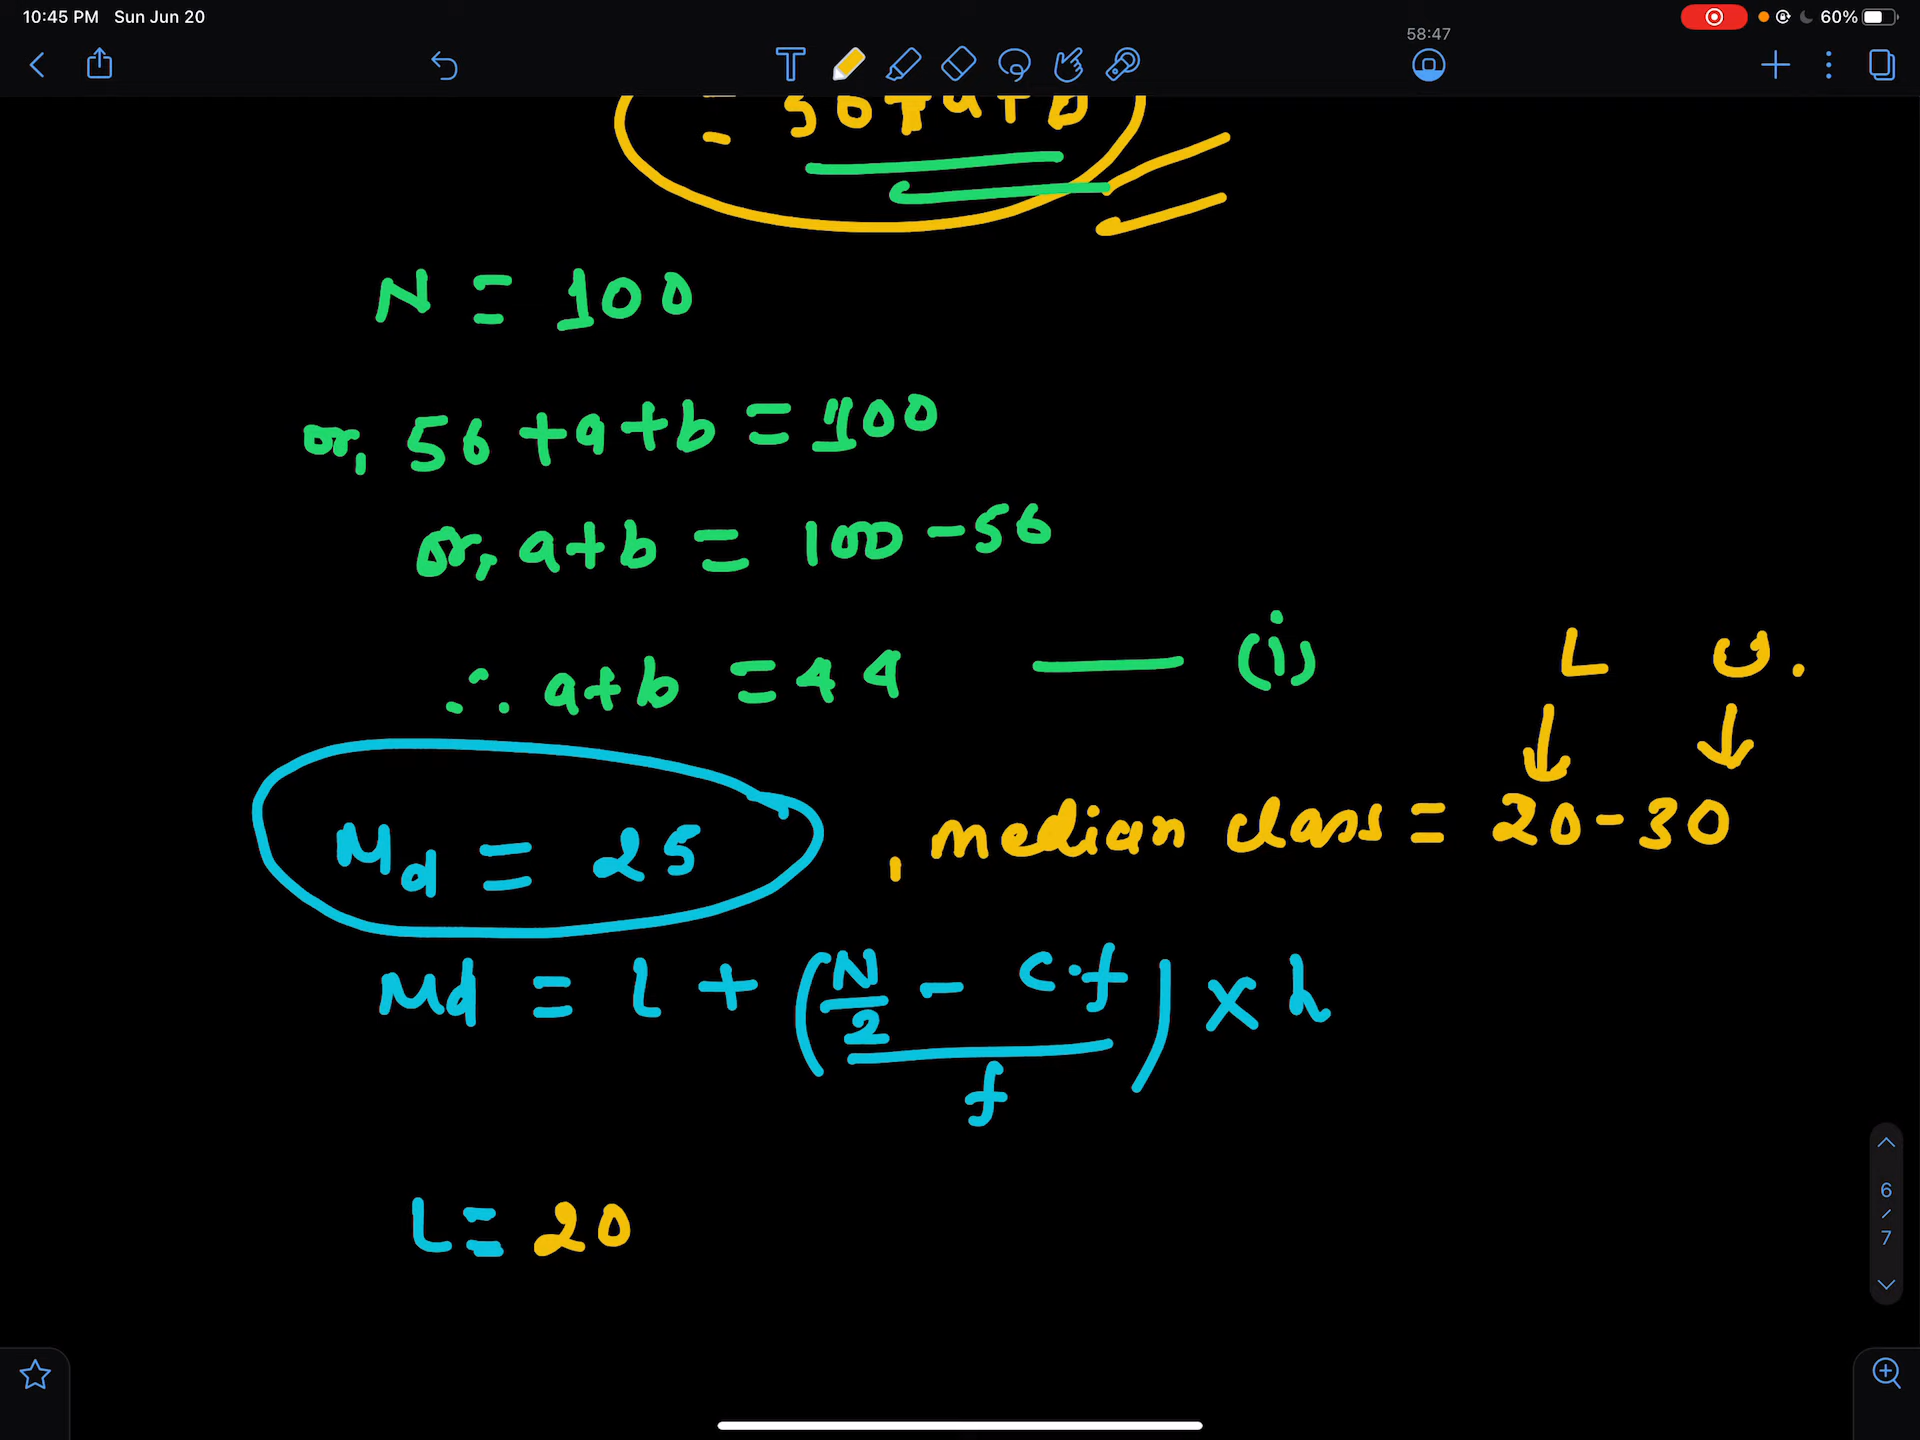 10:45 PM Sun Jun 20
60%
58:47
= 56+a+b
N = 100
or, 56+a+b = 100
or, a+b = 100-56
∴ a+b = 44 —— (i)
L U.
Md = 25 , median class = 20-30
Md = l + (N/2 - c.f / f) × h
L = 20
6
/
7